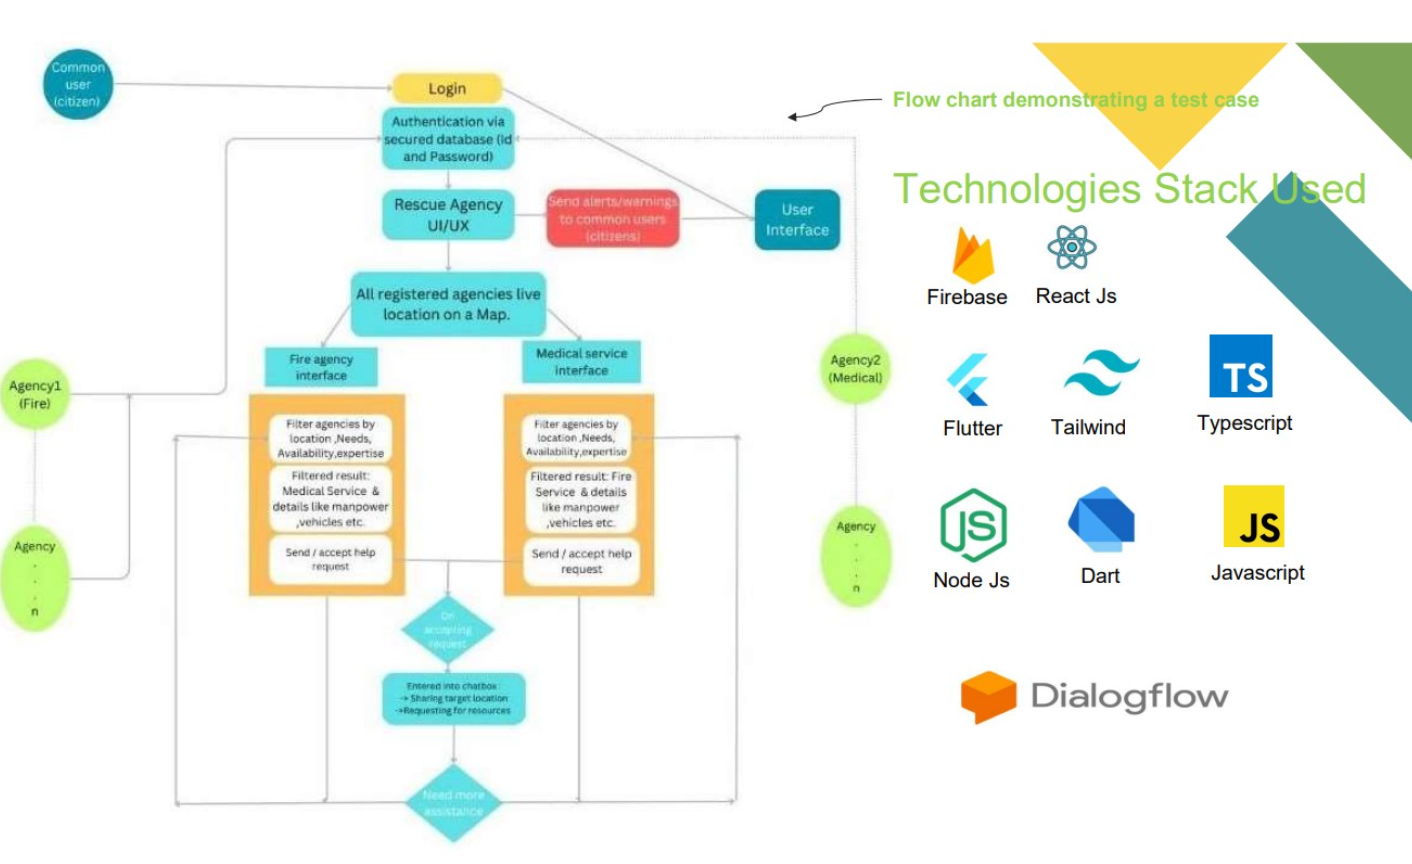 Common
user
(citizen)
Login
Authentication via
secured database (id
and Password)
Rescue Agency
UI/UX
Send alerts/warnings
to common users
(citizens)
User
Interface
All registered agencies live
location on a Map.
Fire agency
interface
Medical service
interface
Agency1
(Fire)
Agency
.
.
.
n
Filter agencies by
location ,Needs,
Availability,expertise
Filtered result:
Medical Service &
details like manpower
,vehicles etc.
Send / accept help
request
Filter agencies by
location ,Needs,
Availability,expertise
Filtered result: Fire
Service & details
like manpower
,vehicles etc.
Send / accept help
request
Agency2
(Medical)
Agency
.
.
.
n
On
accepting
request
Entered into chatbox:
-> Sharing target location
->Requesting for resources
Need more
assistance
Flow chart demonstrating a test case
Technologies Stack Used
Firebase
React Js
Flutter
Tailwind
TS
Typescript
JS
Node Js
Dart
JS
Javascript
Dialogflow